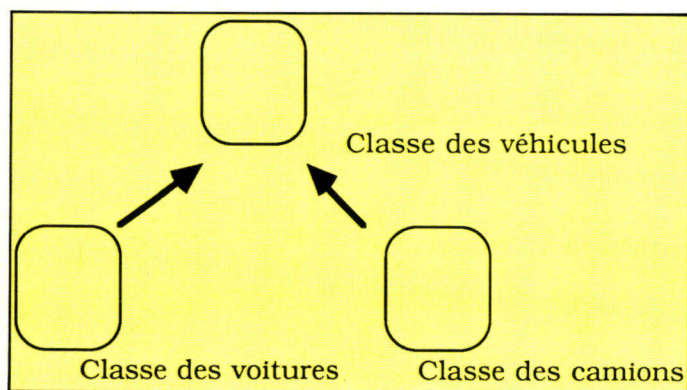 Classe des véhicules
Classe des voitures
Classe des camions